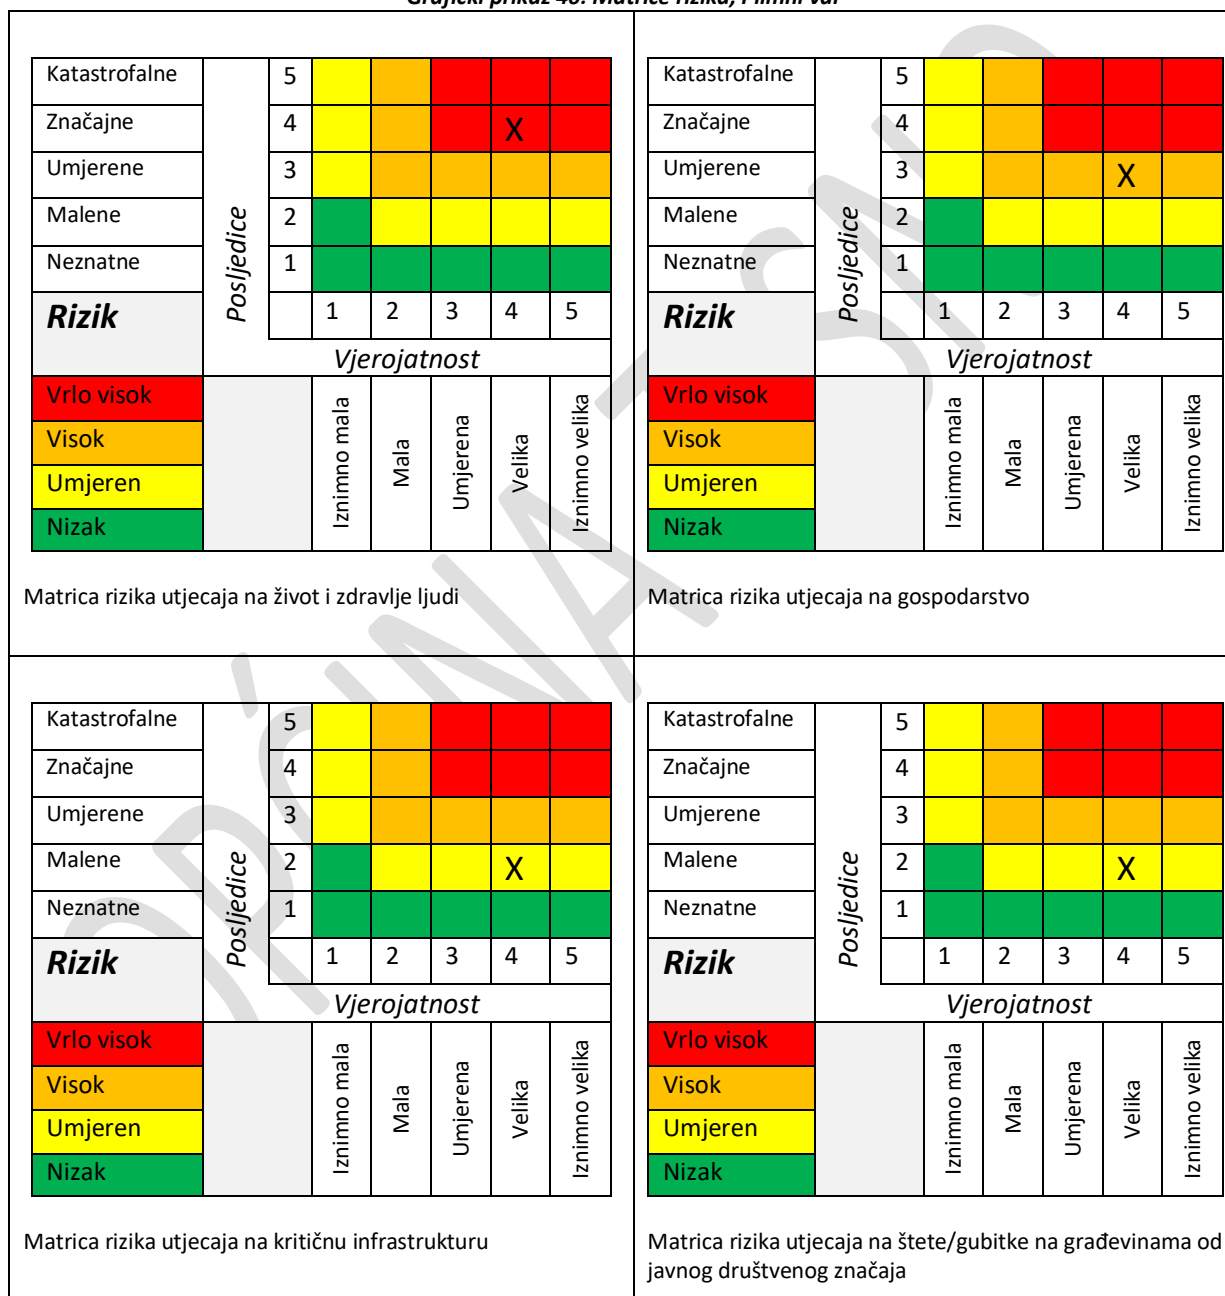 Grafički prikaz 40. Matrice rizika, Plimni val
Katastrofalne 5
Značajne 4 X
Umjerene 3
Malene 2
Neznatne 1
Posljedice
Rizik 1 2 3 4 5
Vjerojatnost
Vrlo visok
Visok
Umjeren
Nizak
Iznimno mala
Mala
Umjerena
Velika
Iznimno velika
Matrica rizika utjecaja na život i zdravlje ljudi
Katastrofalne 5
Značajne 4
Umjerene 3 X
Malene 2
Neznatne 1
Posljedice
Rizik 1 2 3 4 5
Vjerojatnost
Vrlo visok
Visok
Umjeren
Nizak
Iznimno mala
Mala
Umjerena
Velika
Iznimno velika
Matrica rizika utjecaja na gospodarstvo
Katastrofalne 5
Značajne 4
Umjerene 3
Malene 2 X
Neznatne 1
Posljedice
Rizik 1 2 3 4 5
Vjerojatnost
Vrlo visok
Visok
Umjeren
Nizak
Iznimno mala
Mala
Umjerena
Velika
Iznimno velika
Matrica rizika utjecaja na kritičnu infrastrukturu
Katastrofalne 5
Značajne 4
Umjerene 3
Malene 2 X
Neznatne 1
Posljedice
Rizik 1 2 3 4 5
Vjerojatnost
Vrlo visok
Visok
Umjeren
Nizak
Iznimno mala
Mala
Umjerena
Velika
Iznimno velika
Matrica rizika utjecaja na štete/gubitke na građevinama od
javnog društvenog značaja
OPĆINA